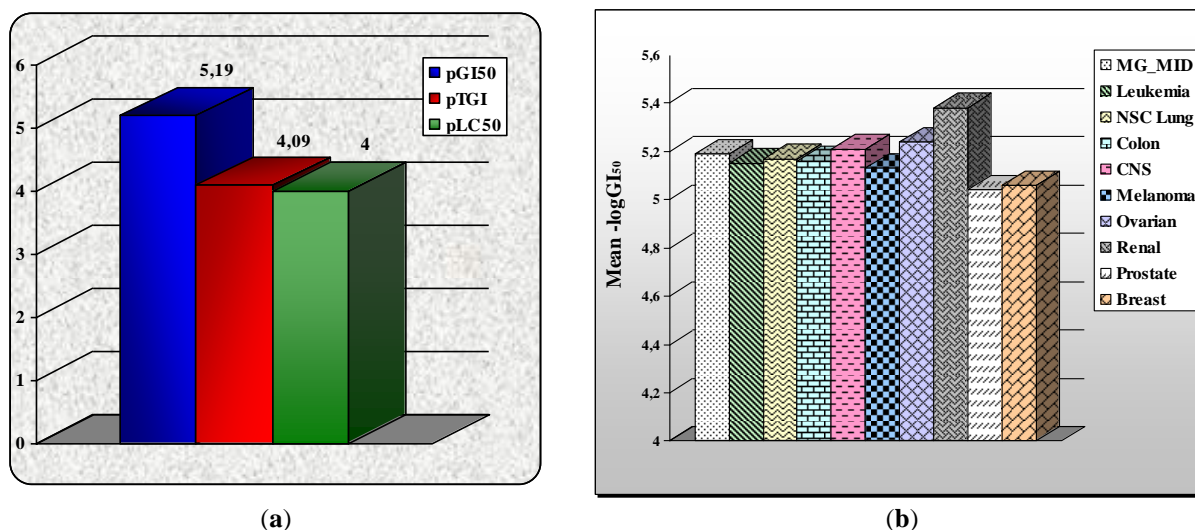 6
5
4
3
2
1
0
5,19
4,09
4
pGI50
pTGI
pLC50
(a)
Mean -logGI50
5,6
5,4
5,2
5
4,8
4,6
4,4
4,2
4
MG_MID
Leukemia
NSC Lung
Colon
CNS
Melanoma
Ovarian
Renal
Prostate
Breast
(b)